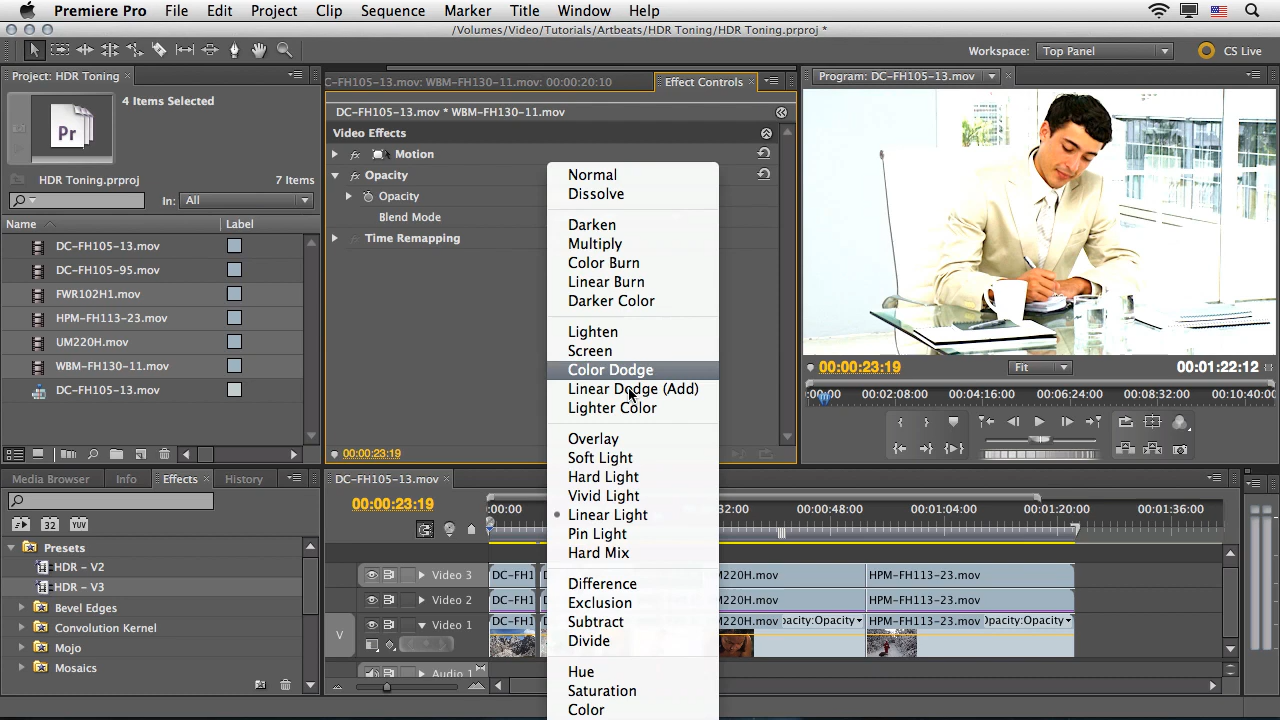 Premiere Pro File Edit Project Clip Sequence Marker Title Window Help
/Volumes/Video/Tutorials/Artbeats/HDR Toning/HDR Toning.prproj *
Workspace: Top Panel CS Live
Project: HDR Toning
4 Items Selected
Pr
HDR Toning.prproj 7 Items
In: All
Name Label
DC-FH105-13.mov
DC-FH105-95.mov
FWR102H1.mov
HPM-FH113-23.mov
UM220H.mov
WBM-FH130-11.mov
DC-FH105-13.mov
C-FH105-13.mov: WBM-FH130-11.mov: 00:00:20:10 Effect Controls
DC-FH105-13.mov * WBM-FH130-11.mov
Video Effects
fx Motion
fx Opacity
Opacity
Blend Mode
Time Remapping
00:00:23:19
Normal
Dissolve
Darken
Multiply
Color Burn
Linear Burn
Darker Color
Lighten
Screen
Color Dodge
Linear Dodge (Add)
Lighter Color
Overlay
Soft Light
Hard Light
Vivid Light
Linear Light
Pin Light
Hard Mix
Difference
Exclusion
Subtract
Divide
Hue
Saturation
Color
Program: DC-FH105-13.mov
00:00:23:19 Fit 00:01:22:12
00:00 00:02:08:00 00:04:16:00 00:06:24:00 00:08:32:00 00:10:40:00
Media Browser Info Effects History
32 YUV
Presets
HDR - V2
HDR - V3
Bevel Edges
Convolution Kernel
Mojo
Mosaics
DC-FH105-13.mov
00:00:23:19
:00:00 :32:00 00:00:48:00 00:01:04:00 00:01:20:00 00:01:36:00
Video 3 DC-FH1 M220H.mov HPM-FH113-23.mov
Video 2 DC-FH1 M220H.mov HPM-FH113-23.mov
V Video 1 DC-FH1 M220H.mov pacity:Opacity HPM-FH113-23.mov Opacity:Opacity
Audio 1